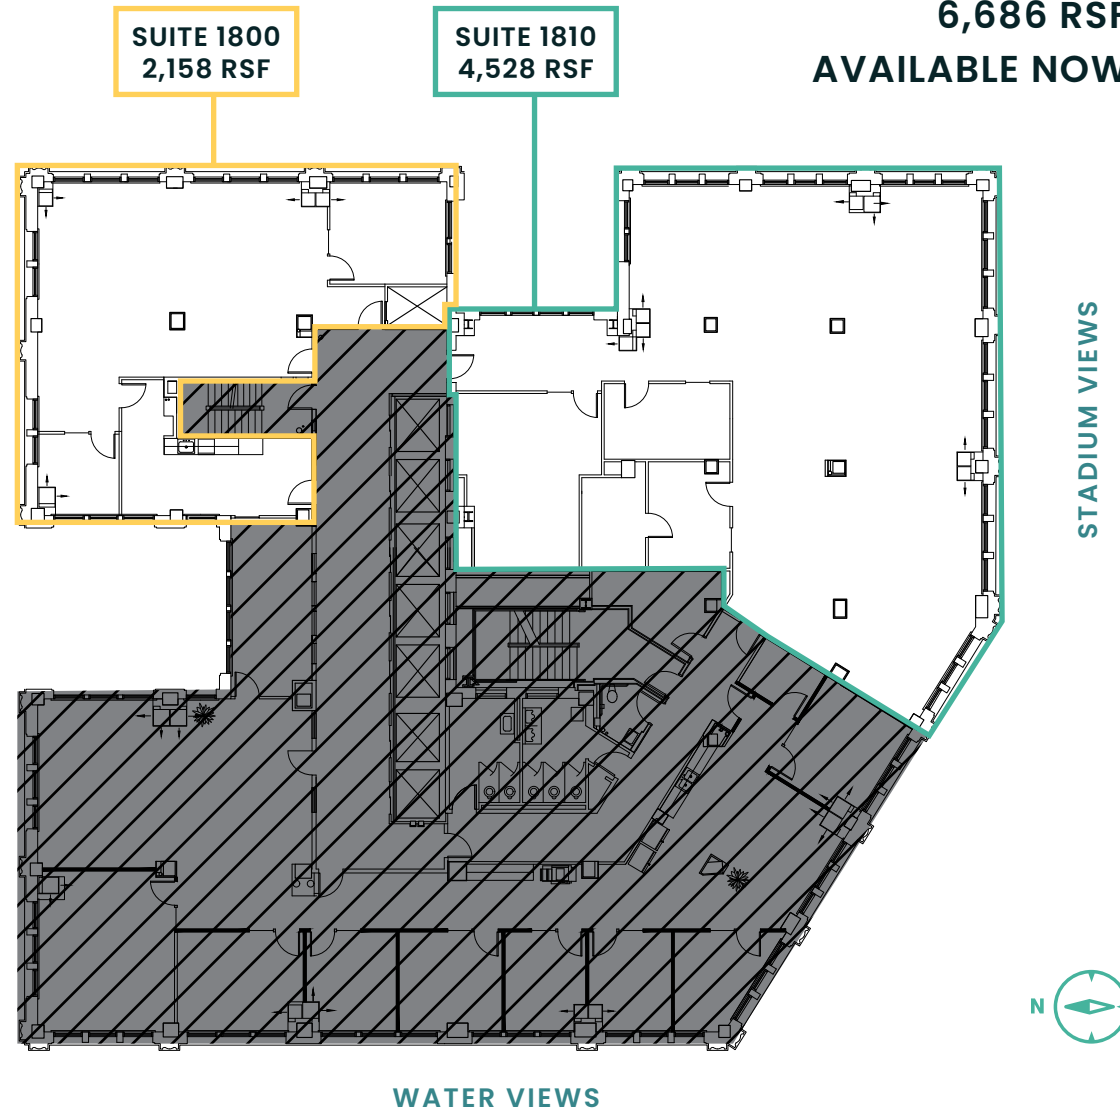 6,686 RSF
AVAILABLE NOW
SUITE 1800
2,158 RSF
SUITE 1810
4,528 RSF
STADIUM VIEWS
N
WATER VIEWS